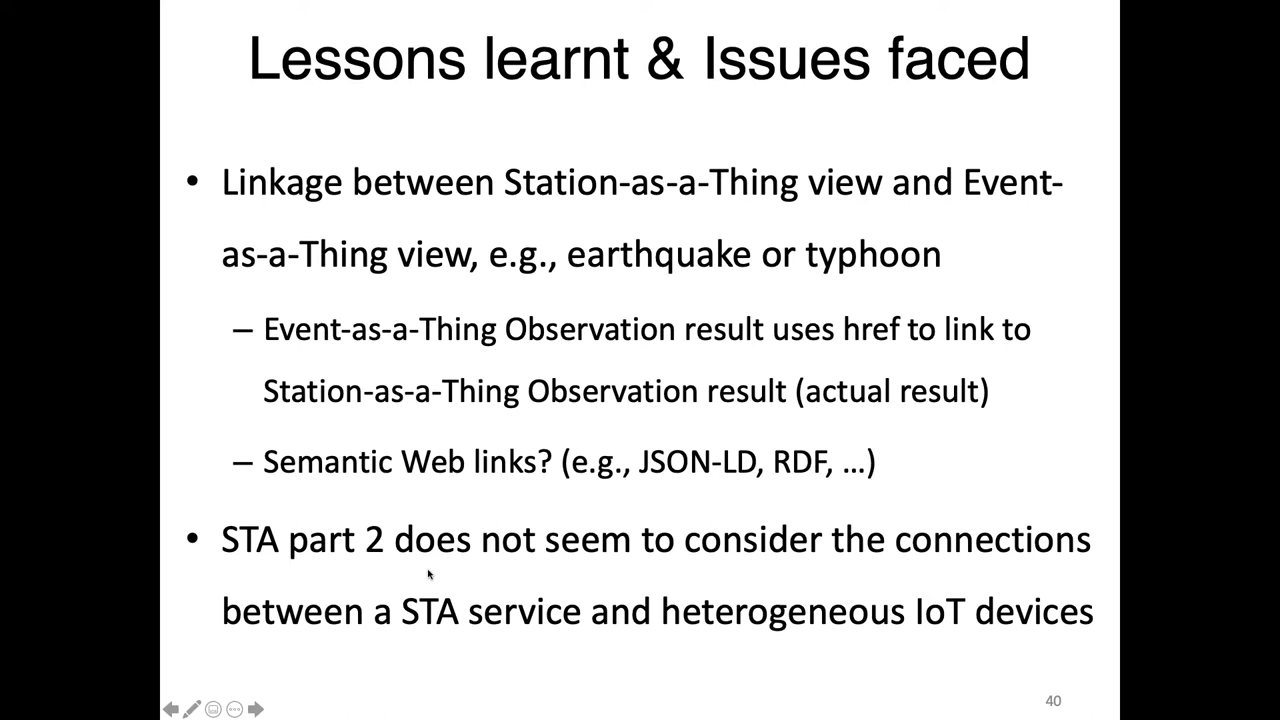 Lessons learnt & Issues faced
• Linkage between Station-as-a-Thing view and Event-
as-a-Thing view, e.g., earthquake or typhoon
– Event-as-a-Thing Observation result uses href to link to
Station-as-a-Thing Observation result (actual result)
– Semantic Web links? (e.g., JSON-LD, RDF, …)
• STA part 2 does not seem to consider the connections
between a STA service and heterogeneous IoT devices
40